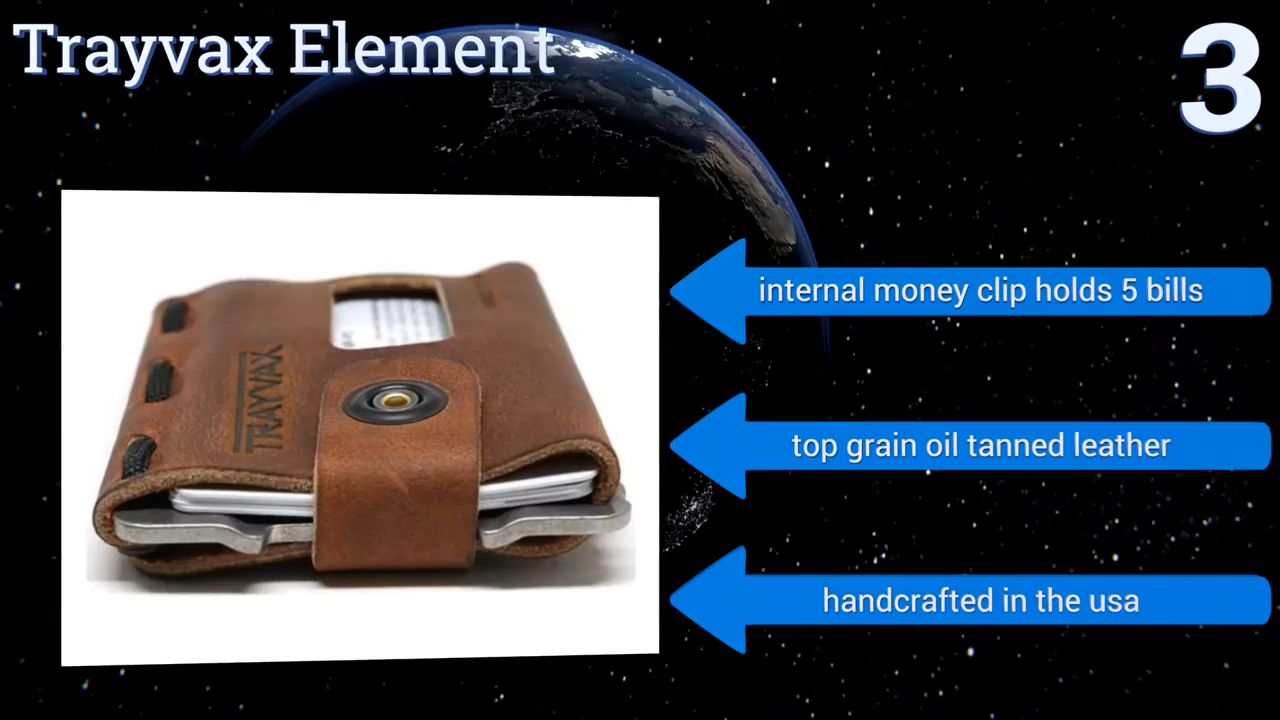 Trayvax Element
3
internal money clip holds 5 bills
TRAYVAX
top grain oil tanned leather
handcrafted in the usa